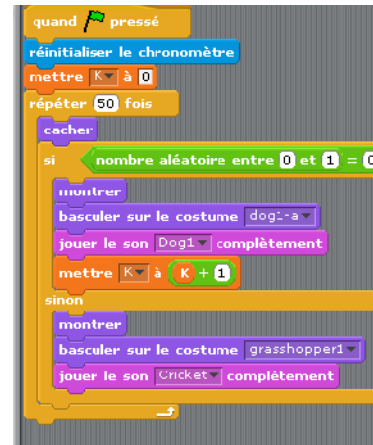 quand pressé
réinitialiser le chronomètre
mettre K à 0
répéter 50 fois
cacher
si nombre aléatoire entre 0 et 1 = 0
montrer
basculer sur le costume dog1-a
jouer le son Dog1 complètement
mettre K à K + 1
sinon
montrer
basculer sur le costume grasshopper1
jouer le son Cricket complètement